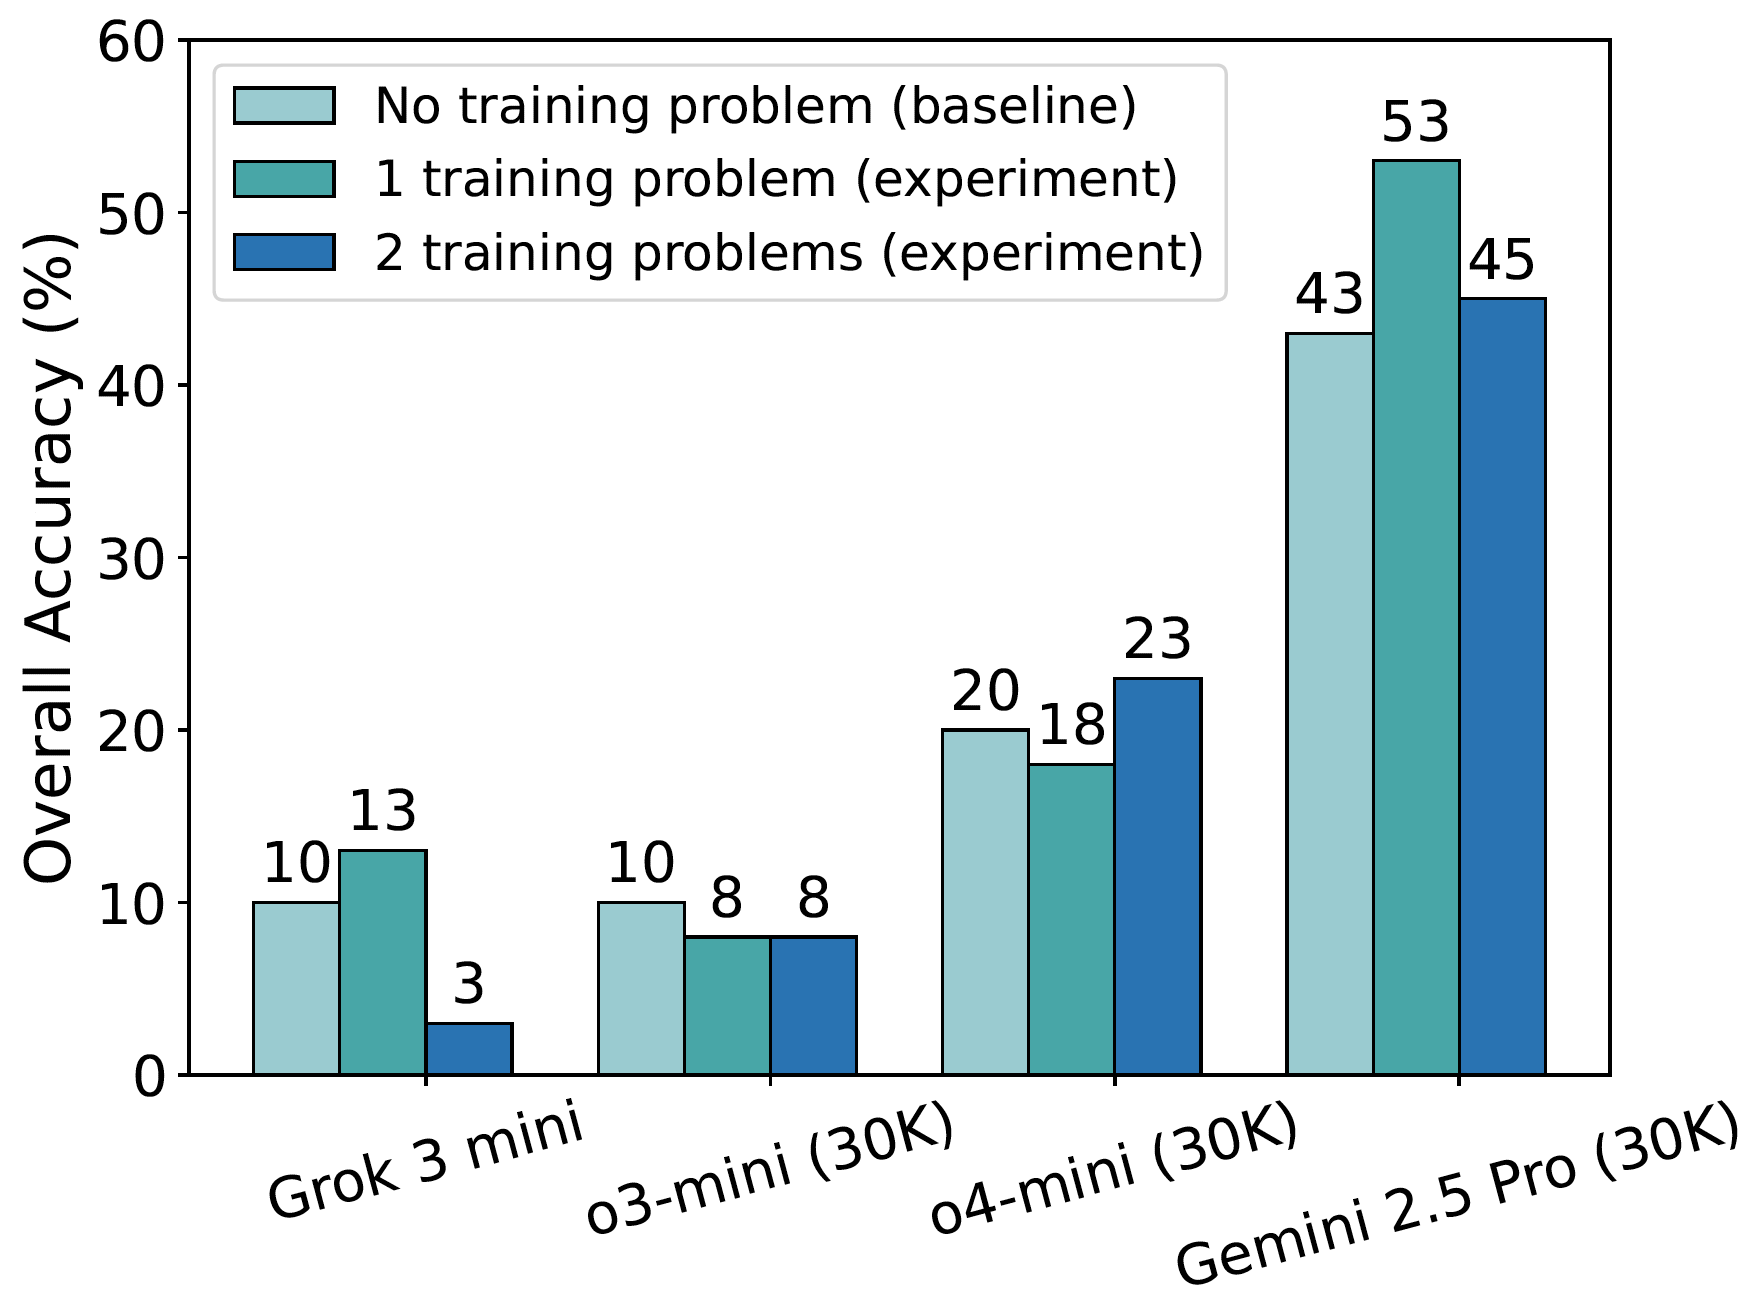 Overall Accuracy (%)
60
50
40
30
20
10
0
No training problem (baseline)
1 training problem (experiment)
2 training problems (experiment)
10
13
3
10
8
8
20
18
23
43
53
45
Grok 3 mini
o3-mini (30K)
o4-mini (30K)
Gemini 2.5 Pro (30K)